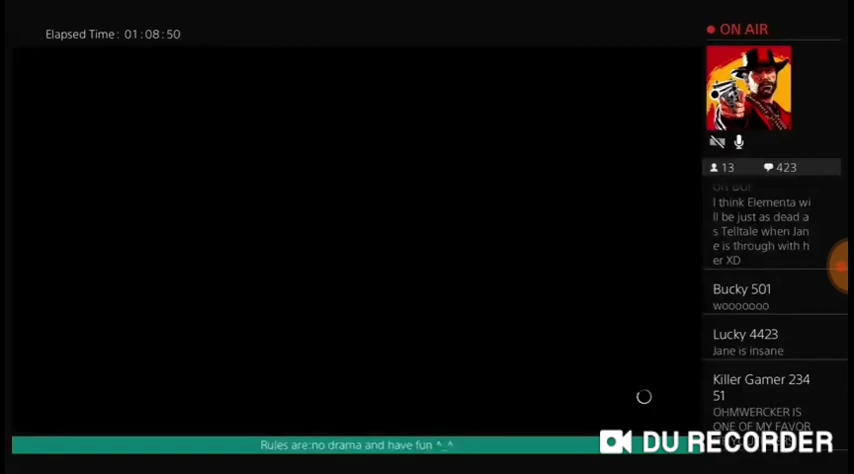 Elapsed Time: 01:08:50
ON AIR
13 423
I think Elementa wi
ll be just as dead a
s Telltale when Jan
e is through with h
er XD
Bucky 501
wooooooo
Lucky 4423
Jane is insane
Killer Gamer 234
51
OHMWERCKER IS
ONE OF MY FAVOR
Rules are:no drama and have fun ^_^
DU RECORDER